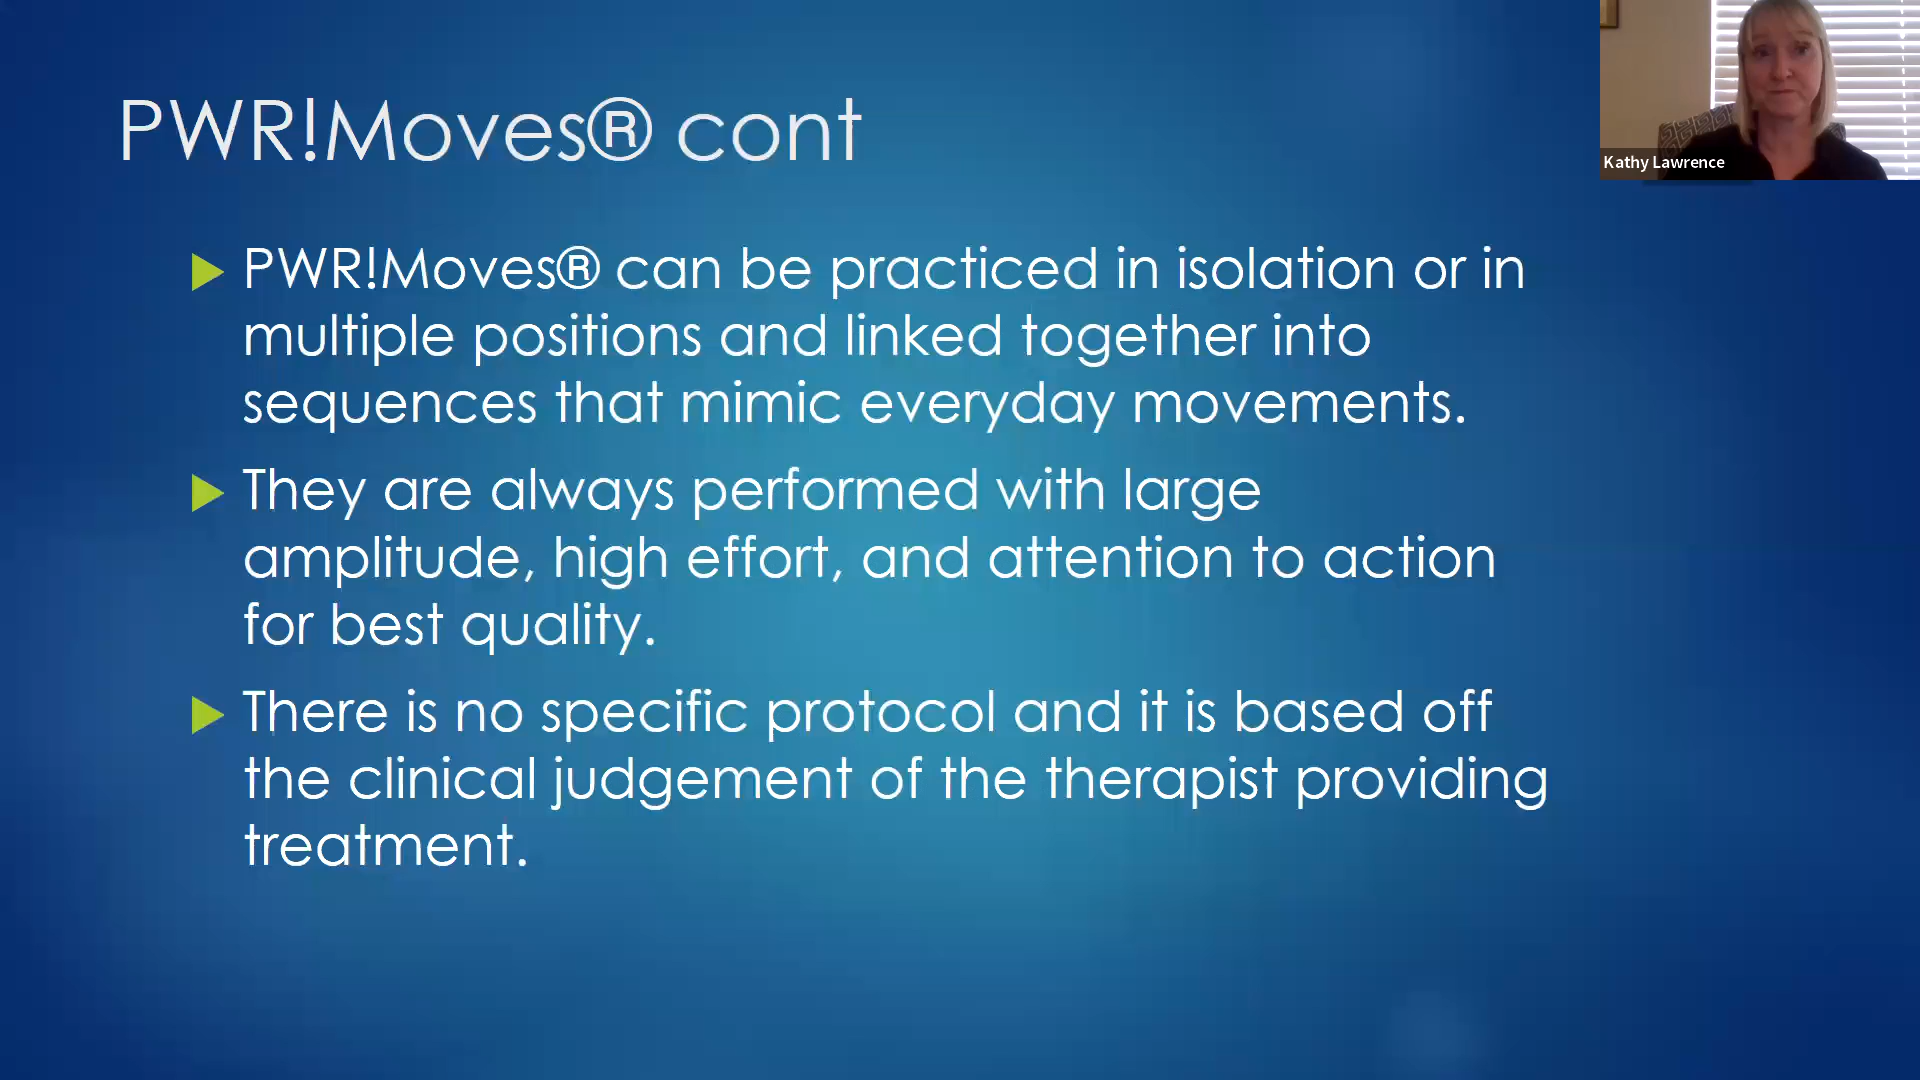 PWR!Moves® cont
Kathy Lawrence
PWR!Moves® can be practiced in isolation or in
multiple positions and linked together into
sequences that mimic everyday movements.
They are always performed with large
amplitude, high effort, and attention to action
for best quality.
There is no specific protocol and it is based off
the clinical judgement of the therapist providing
treatment.